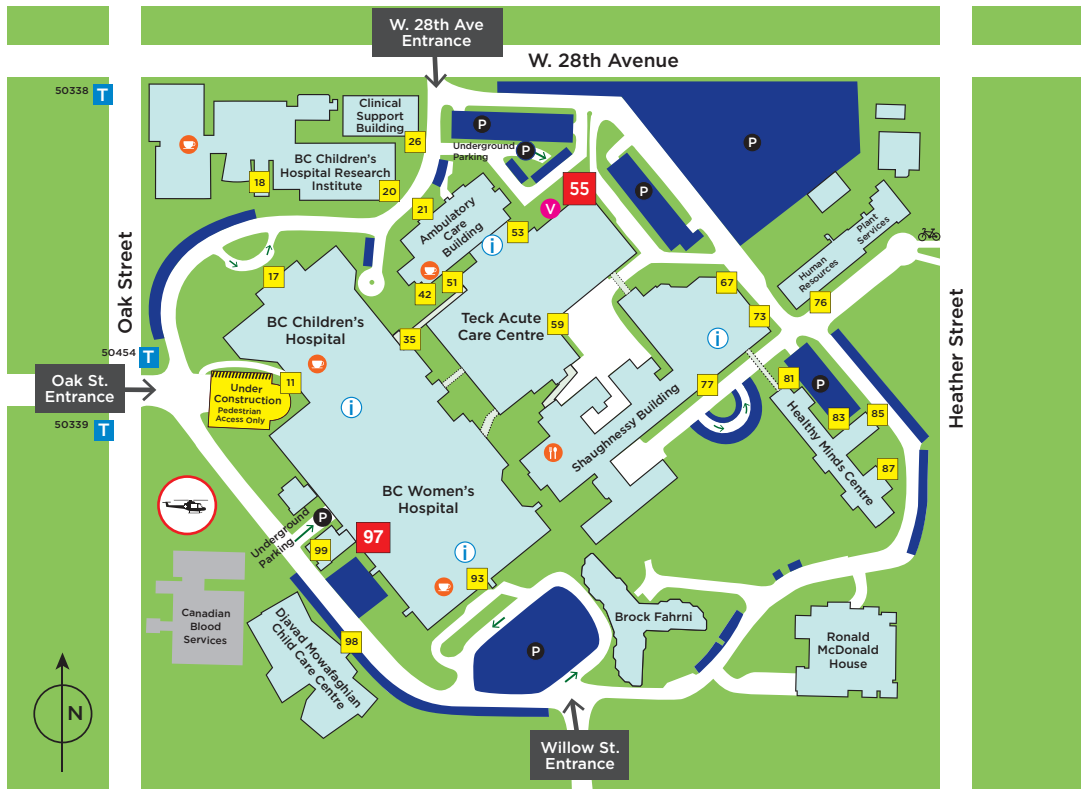 W. 28th Ave
Entrance
W. 28th Avenue
50338
T
Clinical
Support
Building
26
P
Underground
Parking
P
P
P
BC Children's
Hospital Research
Institute
18
20
21
55
V
53
Ambulatory
Care
Building
i
42
51
Plant
Services
Human
Resources
76
67
73
i
17
BC Children's
Hospital
35
Teck Acute
Care Centre
59
Oak Street
50454
T
Oak St.
Entrance
50339
T
Under
Construction
Pedestrian
Access Only
11
i
77
Shaughnessy Building
81
P
83
85
87
Healthy Minds Centre
Heather Street
BC Women's
Hospital
97
P
Underground
Parking
99
i
93
Canadian
Blood
Services
Djavad Mowafaghian
Child Care Centre
98
P
Brock Fahrni
Ronald
McDonald
House
N
Willow St.
Entrance